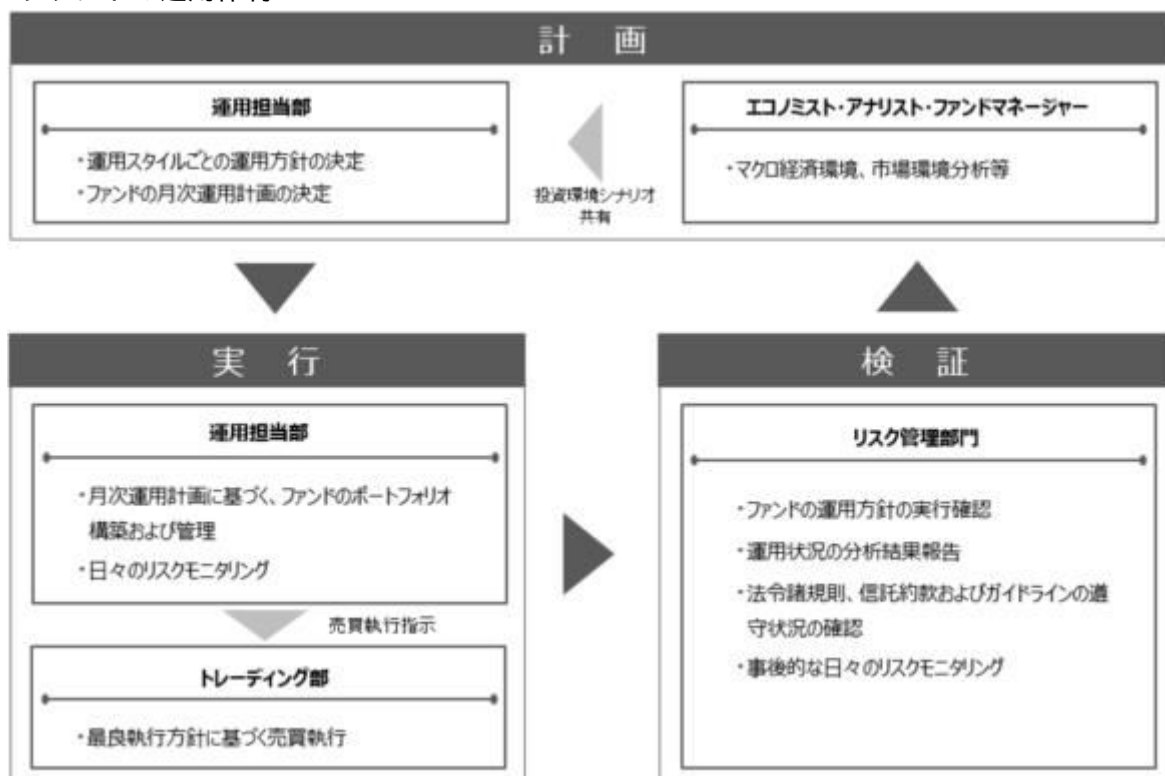 計 画
運用担当部
・運用スタイルごとの運用方針の決定
・ファンドの月次運用計画の決定
投資環境シナリオ
共有
エコノミスト・アナリスト・ファンドマネージャー
・マクロ経済環境、市場環境分析等
実 行
運用担当部
・月次運用計画に基づく、ファンドのポートフォリオ
構築および管理
・日々のリスクモニタリング
売買執行指示
トレーディング部
・最良執行方針に基づく売買執行
検 証
リスク管理部門
・ファンドの運用方針の実行確認
・運用状況の分析結果報告
・法令諸規則、信託約款およびガイドラインの遵
守状況の確認
・事後的な日々のリスクモニタリング